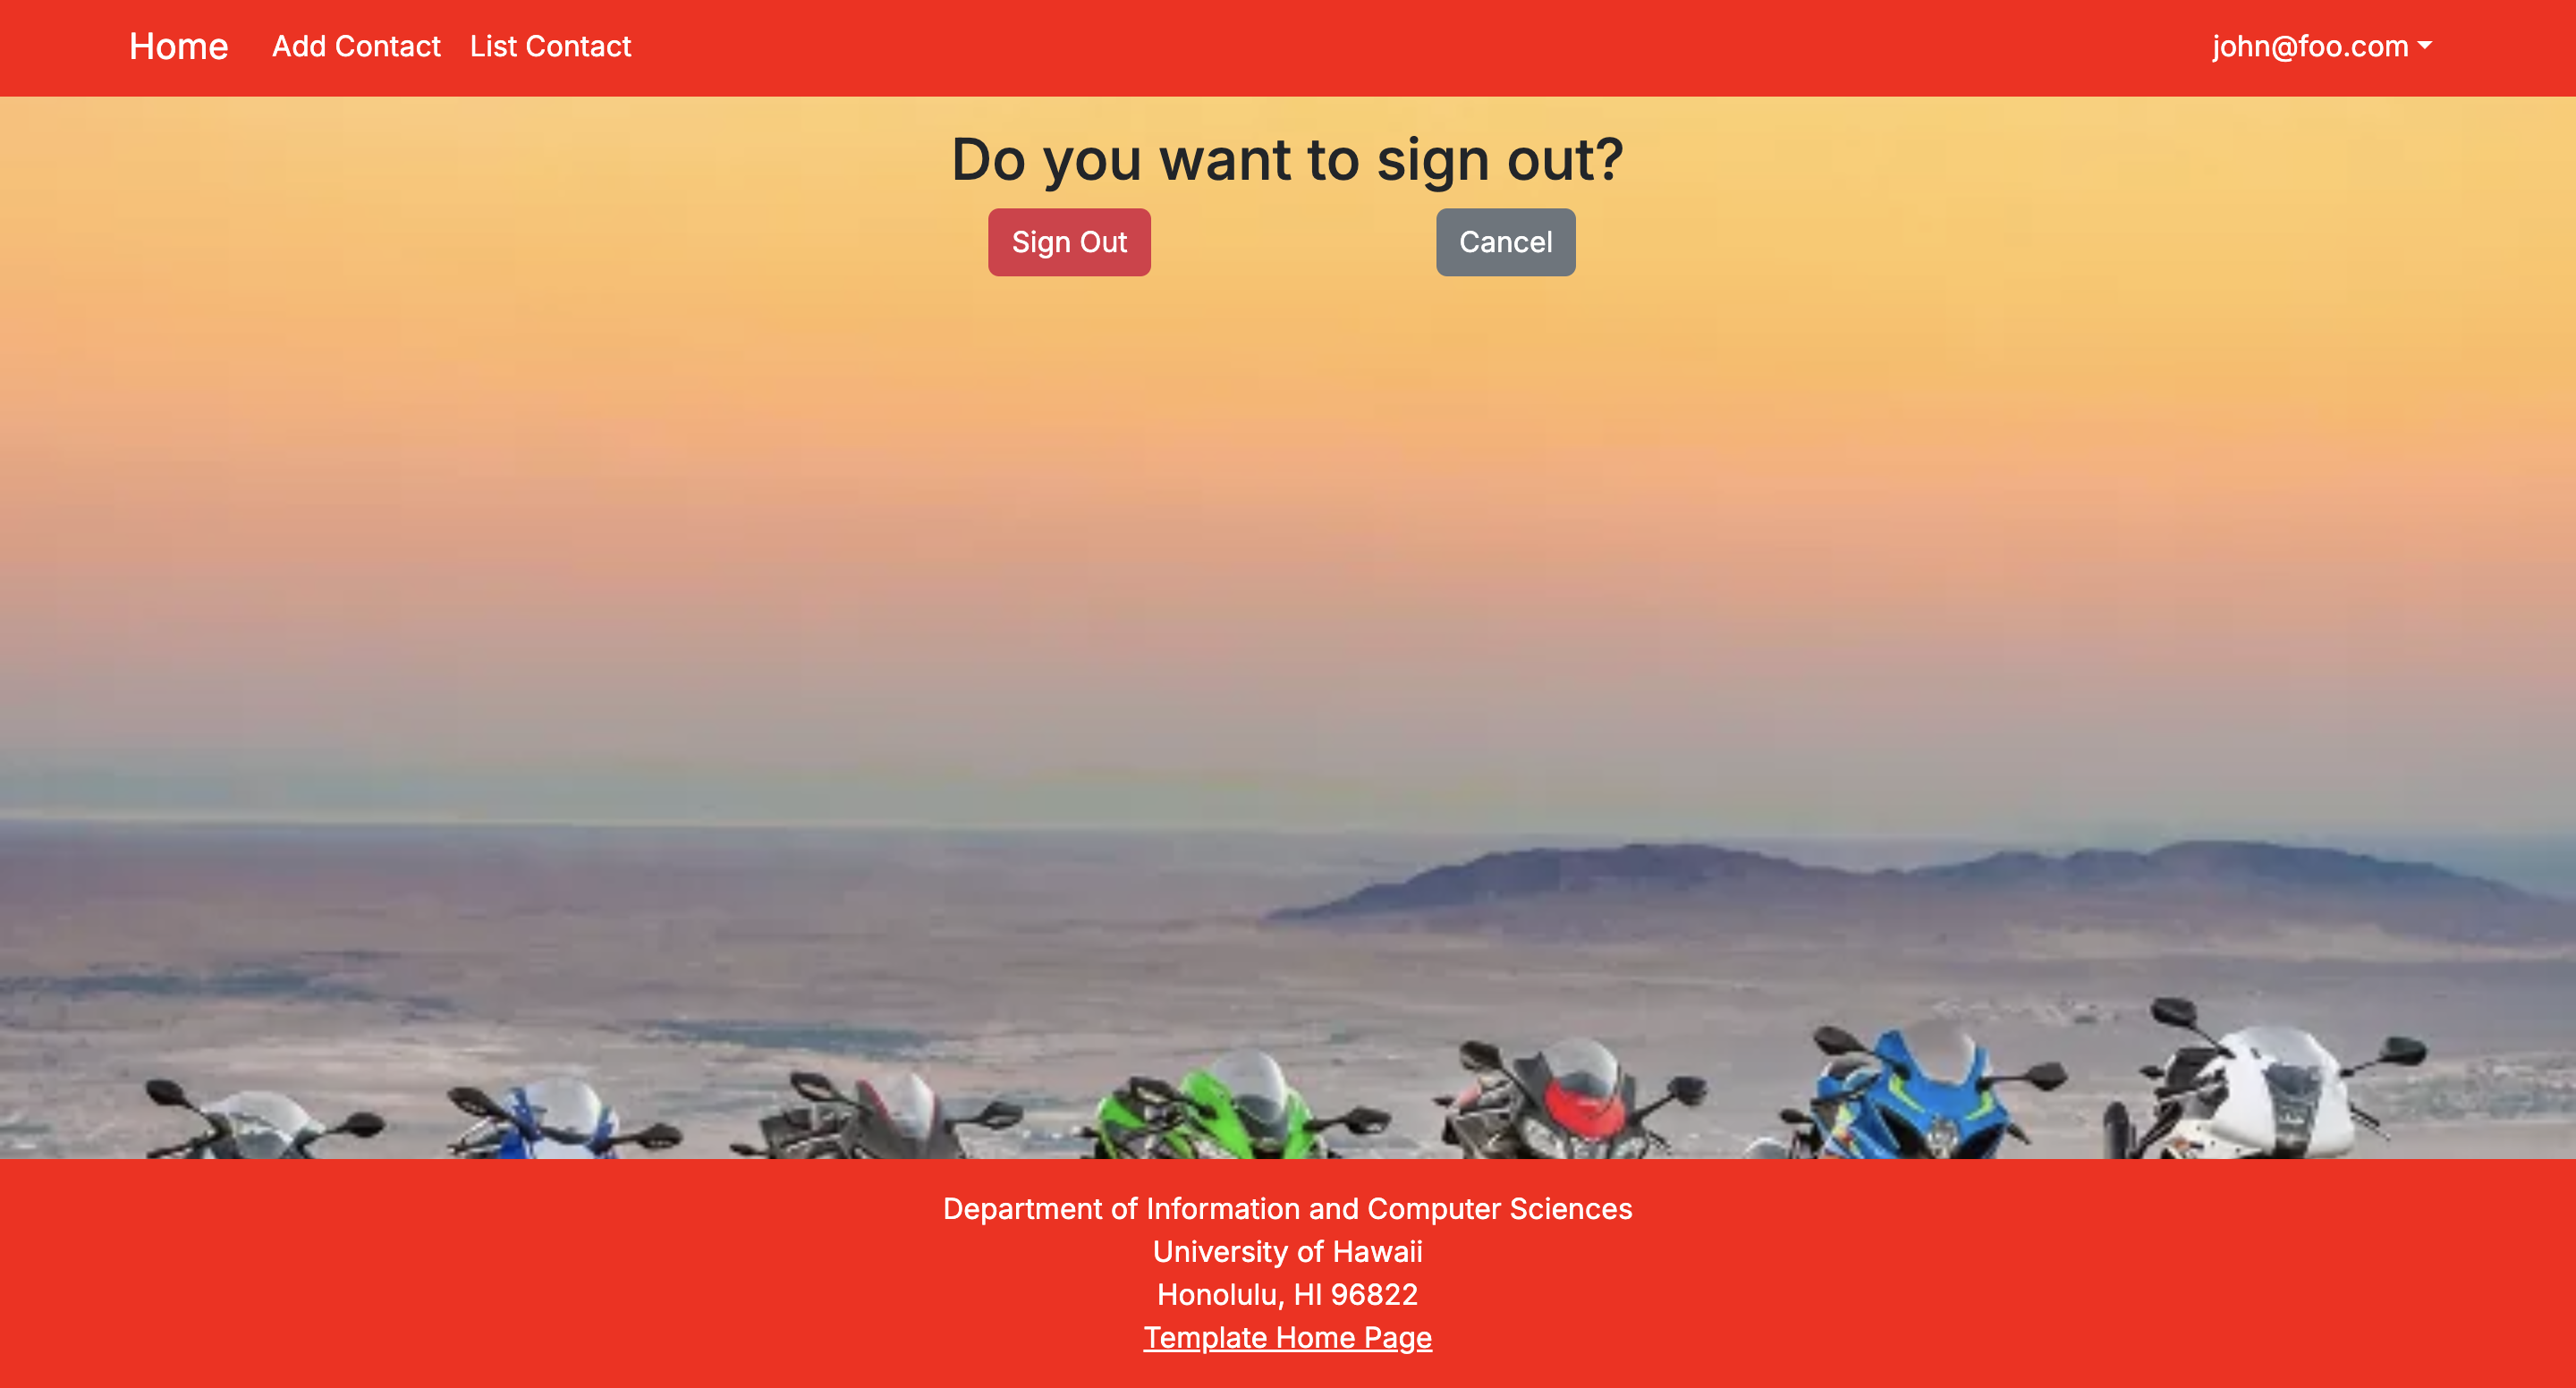 Home Add Contact List Contact john@foo.com
Do you want to sign out?
Sign Out Cancel
Department of Information and Computer Sciences
University of Hawaii
Honolulu, HI 96822
Template Home Page